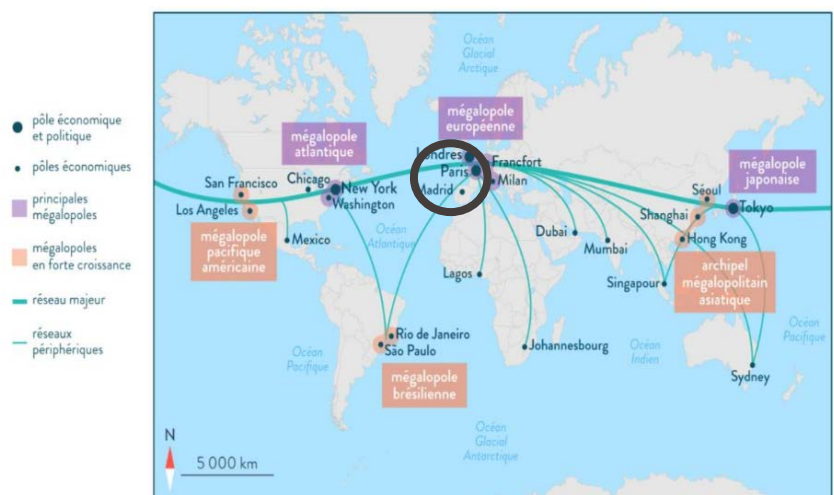 pôle économique
et politique
pôles économiques
principales
mégalopoles
mégalopoles
en forte croissance
réseau majeur
réseaux
périphériques
Océan
Glacial
Arctique
mégalopole
européenne
mégalopole
atlantique
mégalopole
japonaise
Londres
Paris
Francfort
Madrid
Milan
San Francisco
Chicago
New York
Los Angeles
Washington
Séoul
Shanghai
Tokyo
mégalopole
pacifique
américaine
Mexico
Océan
Atlantique
Dubaï
Mumbai
Hong Kong
Lagos
Singapour
archipel
mégalopolitain
asiatique
Rio de Janeiro
São Paulo
Johannesbourg
Océan
Pacifique
Océan
Indien
Océan
Pacifique
mégalopole
brésilienne
Sydney
Océan
Glacial
Antarctique
N
5 000 km